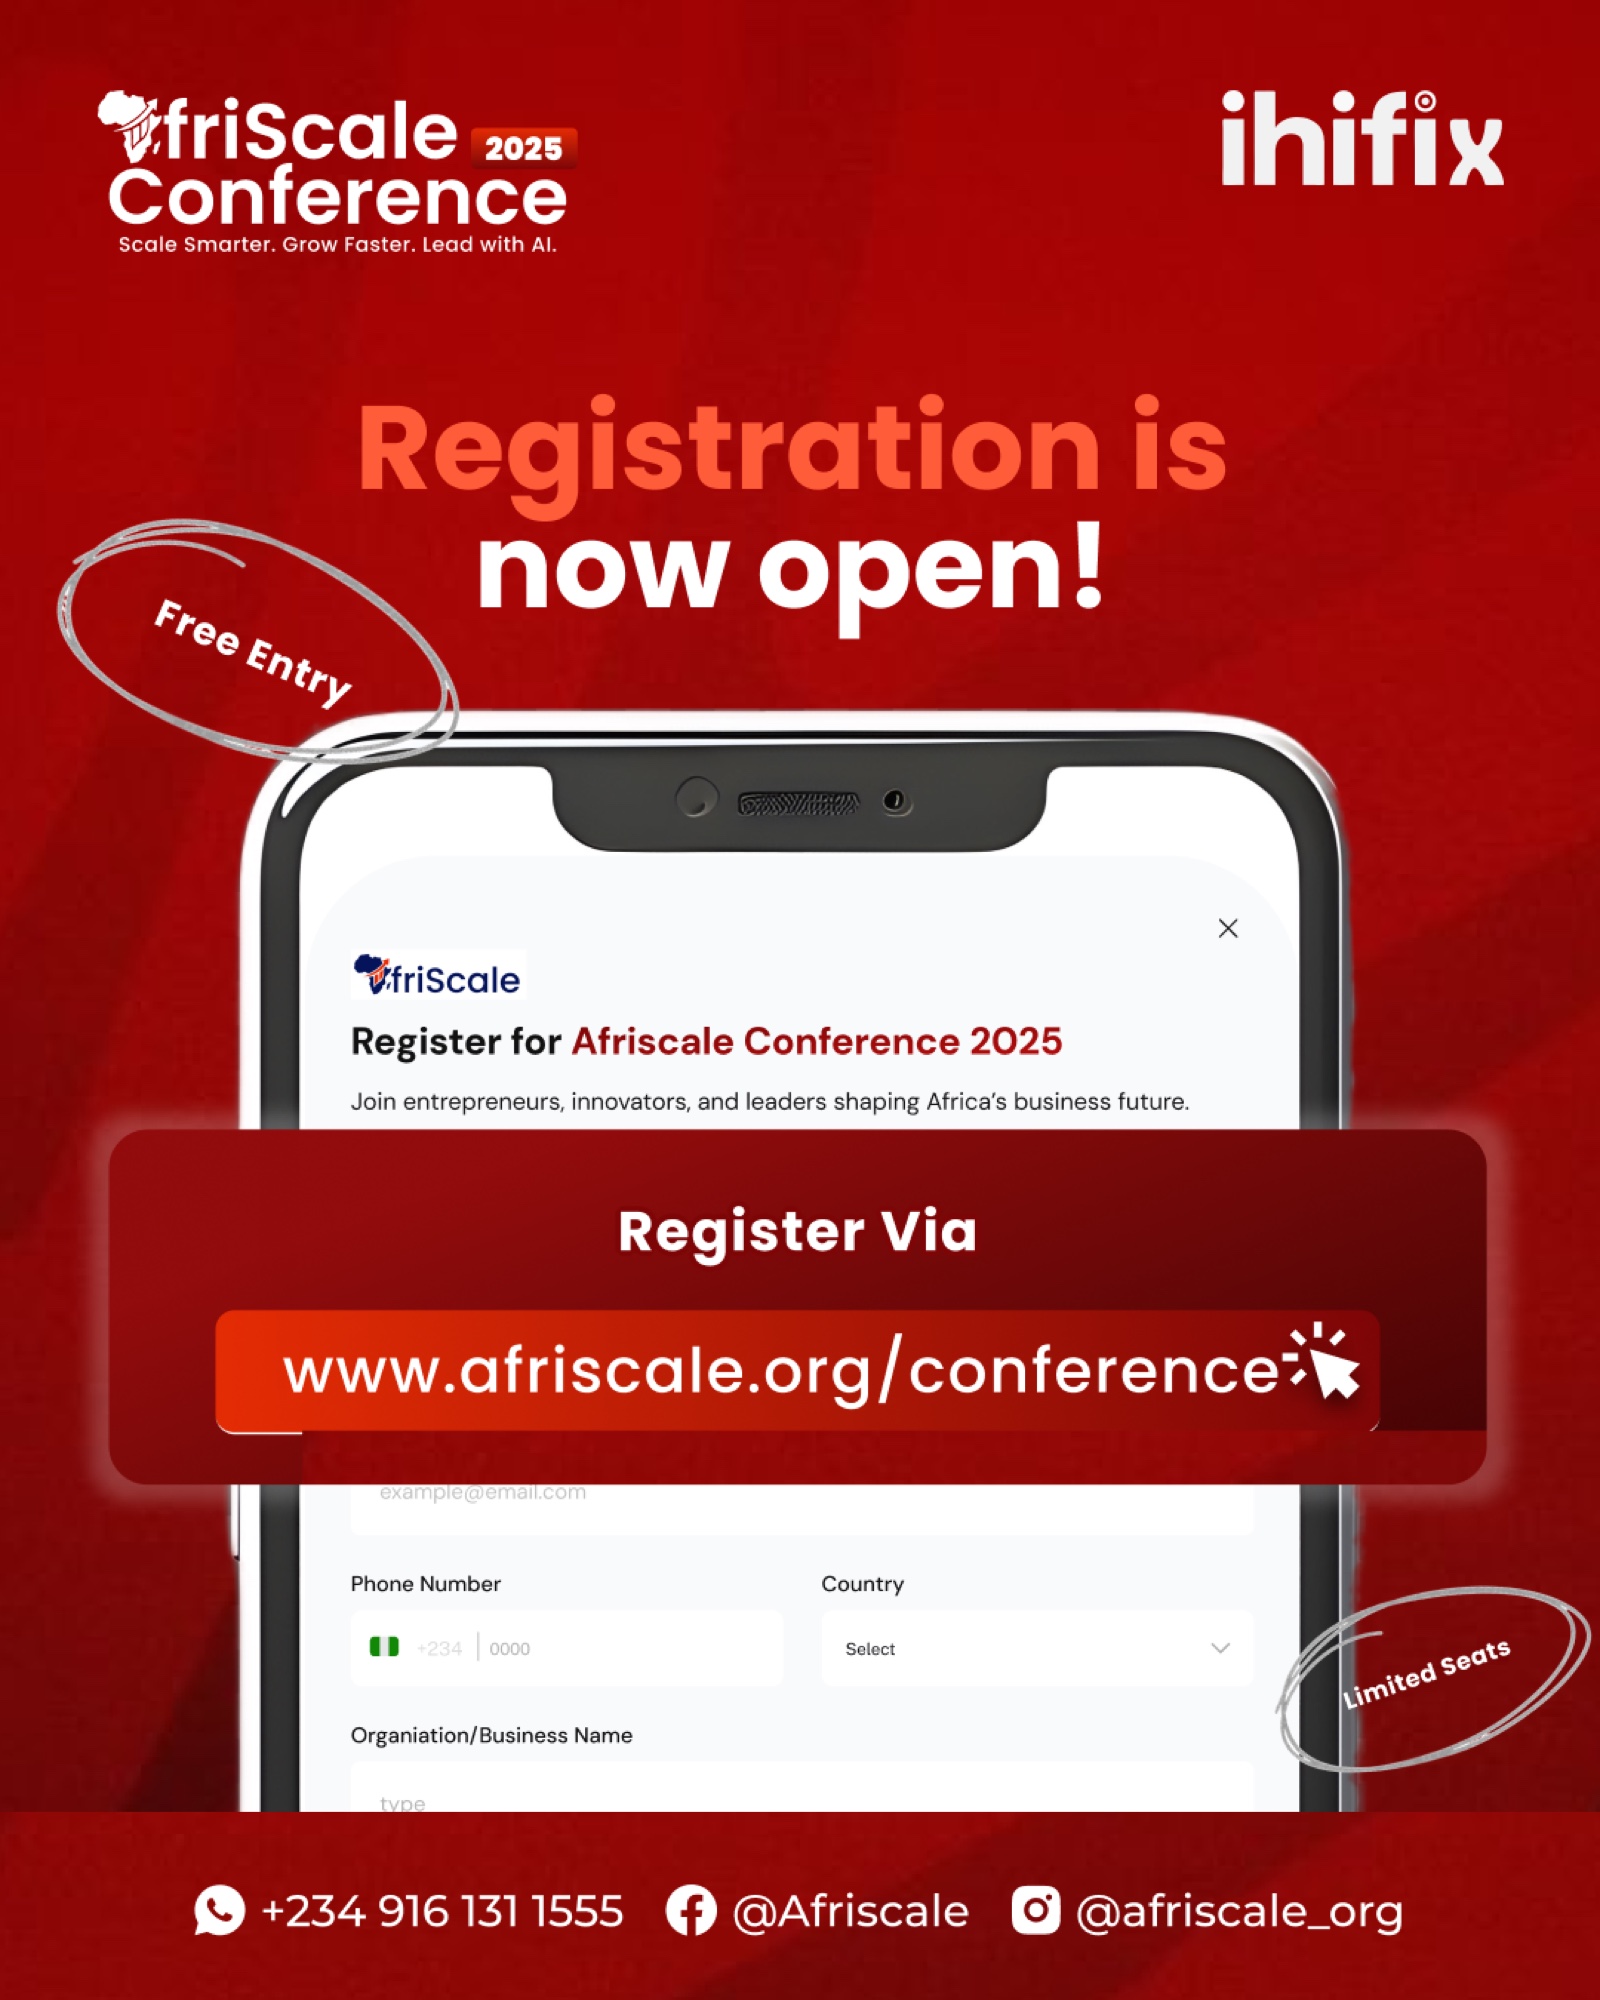 AfriScale 2025
Conference
Scale Smarter. Grow Faster. Lead with AI.
ihifix
Registration is
now open!
Free Entry
AfriScale
Register for Afriscale Conference 2025
Join entrepreneurs, innovators, and leaders shaping Africa's business future.
Register Via
www.afriscale.org/conference
example@email.com
Phone Number
Country
+234 0000
Select
Limited Seats
Organiation/Business Name
type
+234 916 131 1555 @Afriscale @afriscale_org